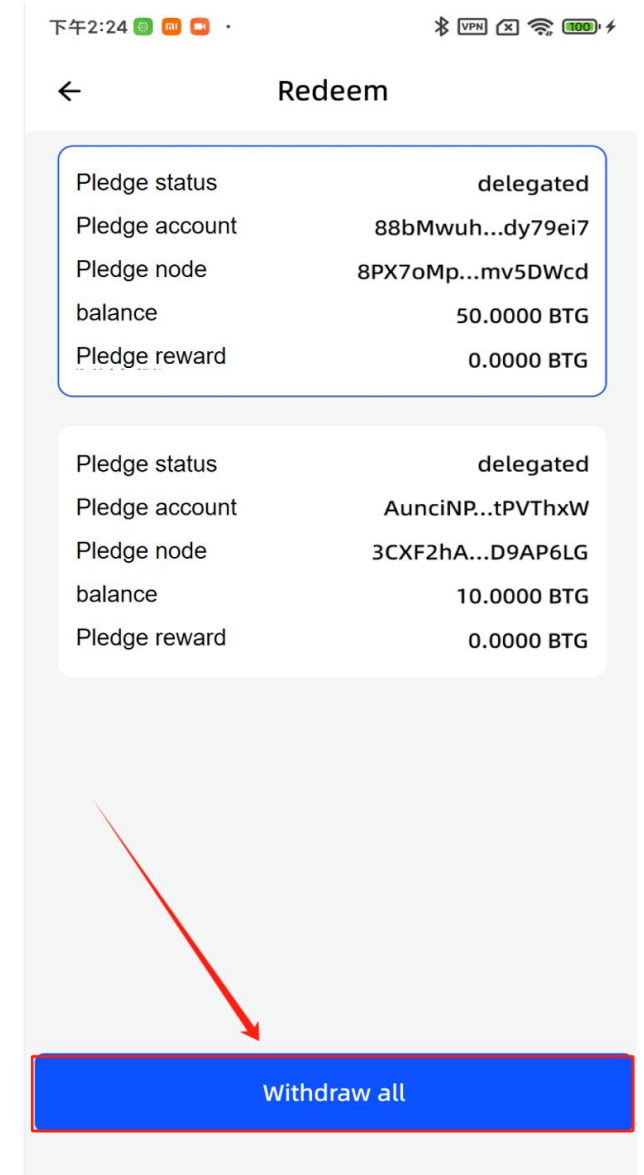 下午2:24
VPN
100
Redeem
Pledge status delegated
Pledge account 88bMwuh...dy79ei7
Pledge node 8PX7oMp...mv5DWcd
balance 50.0000 BTG
Pledge reward 0.0000 BTG
Pledge status delegated
Pledge account AunciNP...tPVThxW
Pledge node 3CXF2hA...D9AP6LG
balance 10.0000 BTG
Pledge reward 0.0000 BTG
Withdraw all